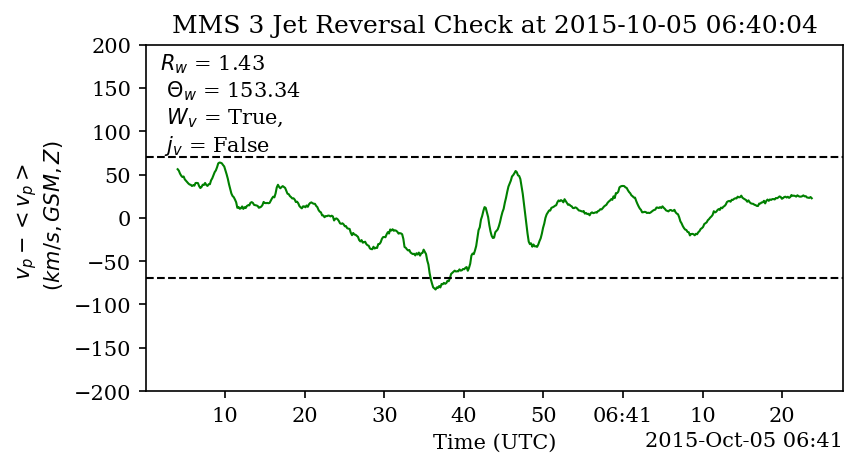 MMS 3 Jet Reversal Check at 2015-10-05 06:40:04
R_w = 1.43
Θ_w = 153.34
W_v = True,
j_v = False
v_p − < v_p >
(km/s, GSM, Z)
200
150
100
50
0
−50
−100
−150
−200
10 20 30 40 50 06:41 10 20
Time (UTC)
2015-Oct-05 06:41